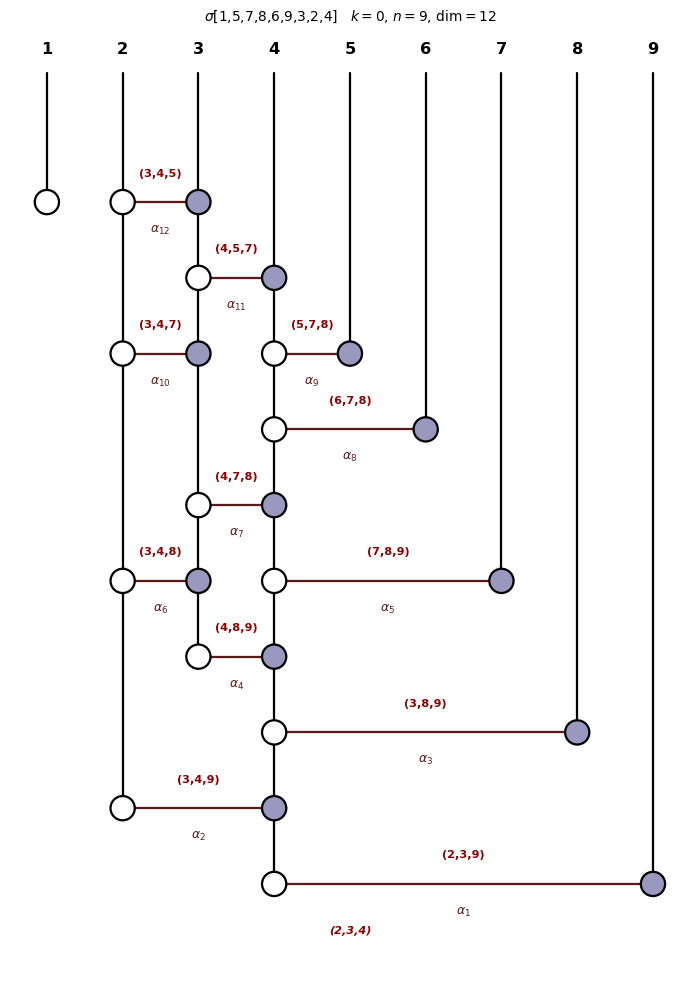 σ[1,5,7,8,6,9,3,2,4] k = 0, n = 9, dim = 12
1 2 3 4 5 6 7 8 9
(3,4,5)
α₁₂
(4,5,7)
α₁₁
(3,4,7) (5,7,8)
α₁₀ α₉
(6,7,8)
α₈
(4,7,8)
α₇
(3,4,8) (7,8,9)
α₆ α₅
(4,8,9)
α₄
(3,8,9)
α₃
(3,4,9)
α₂
(2,3,9)
α₁
(2,3,4)